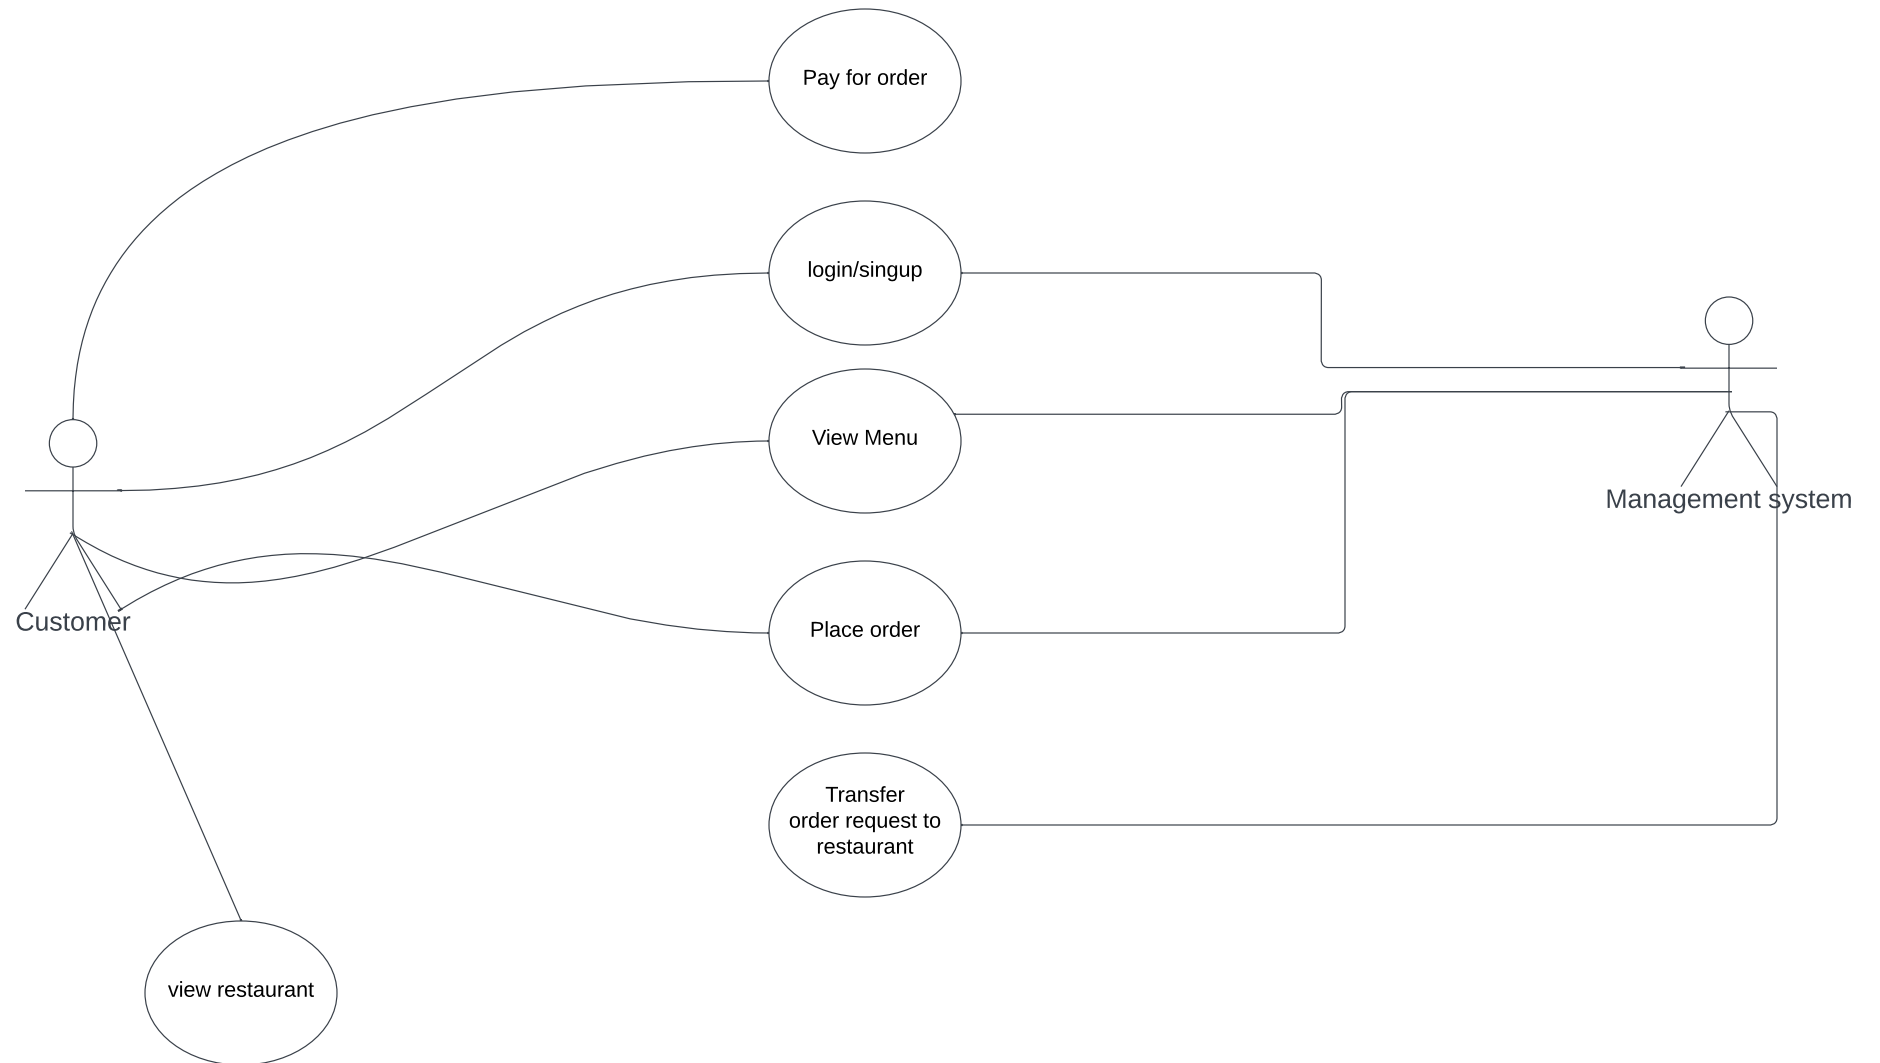 Pay for order
login/singup
View Menu
Management system
Place order
Customer
Transfer
order request to
restaurant
view restaurant